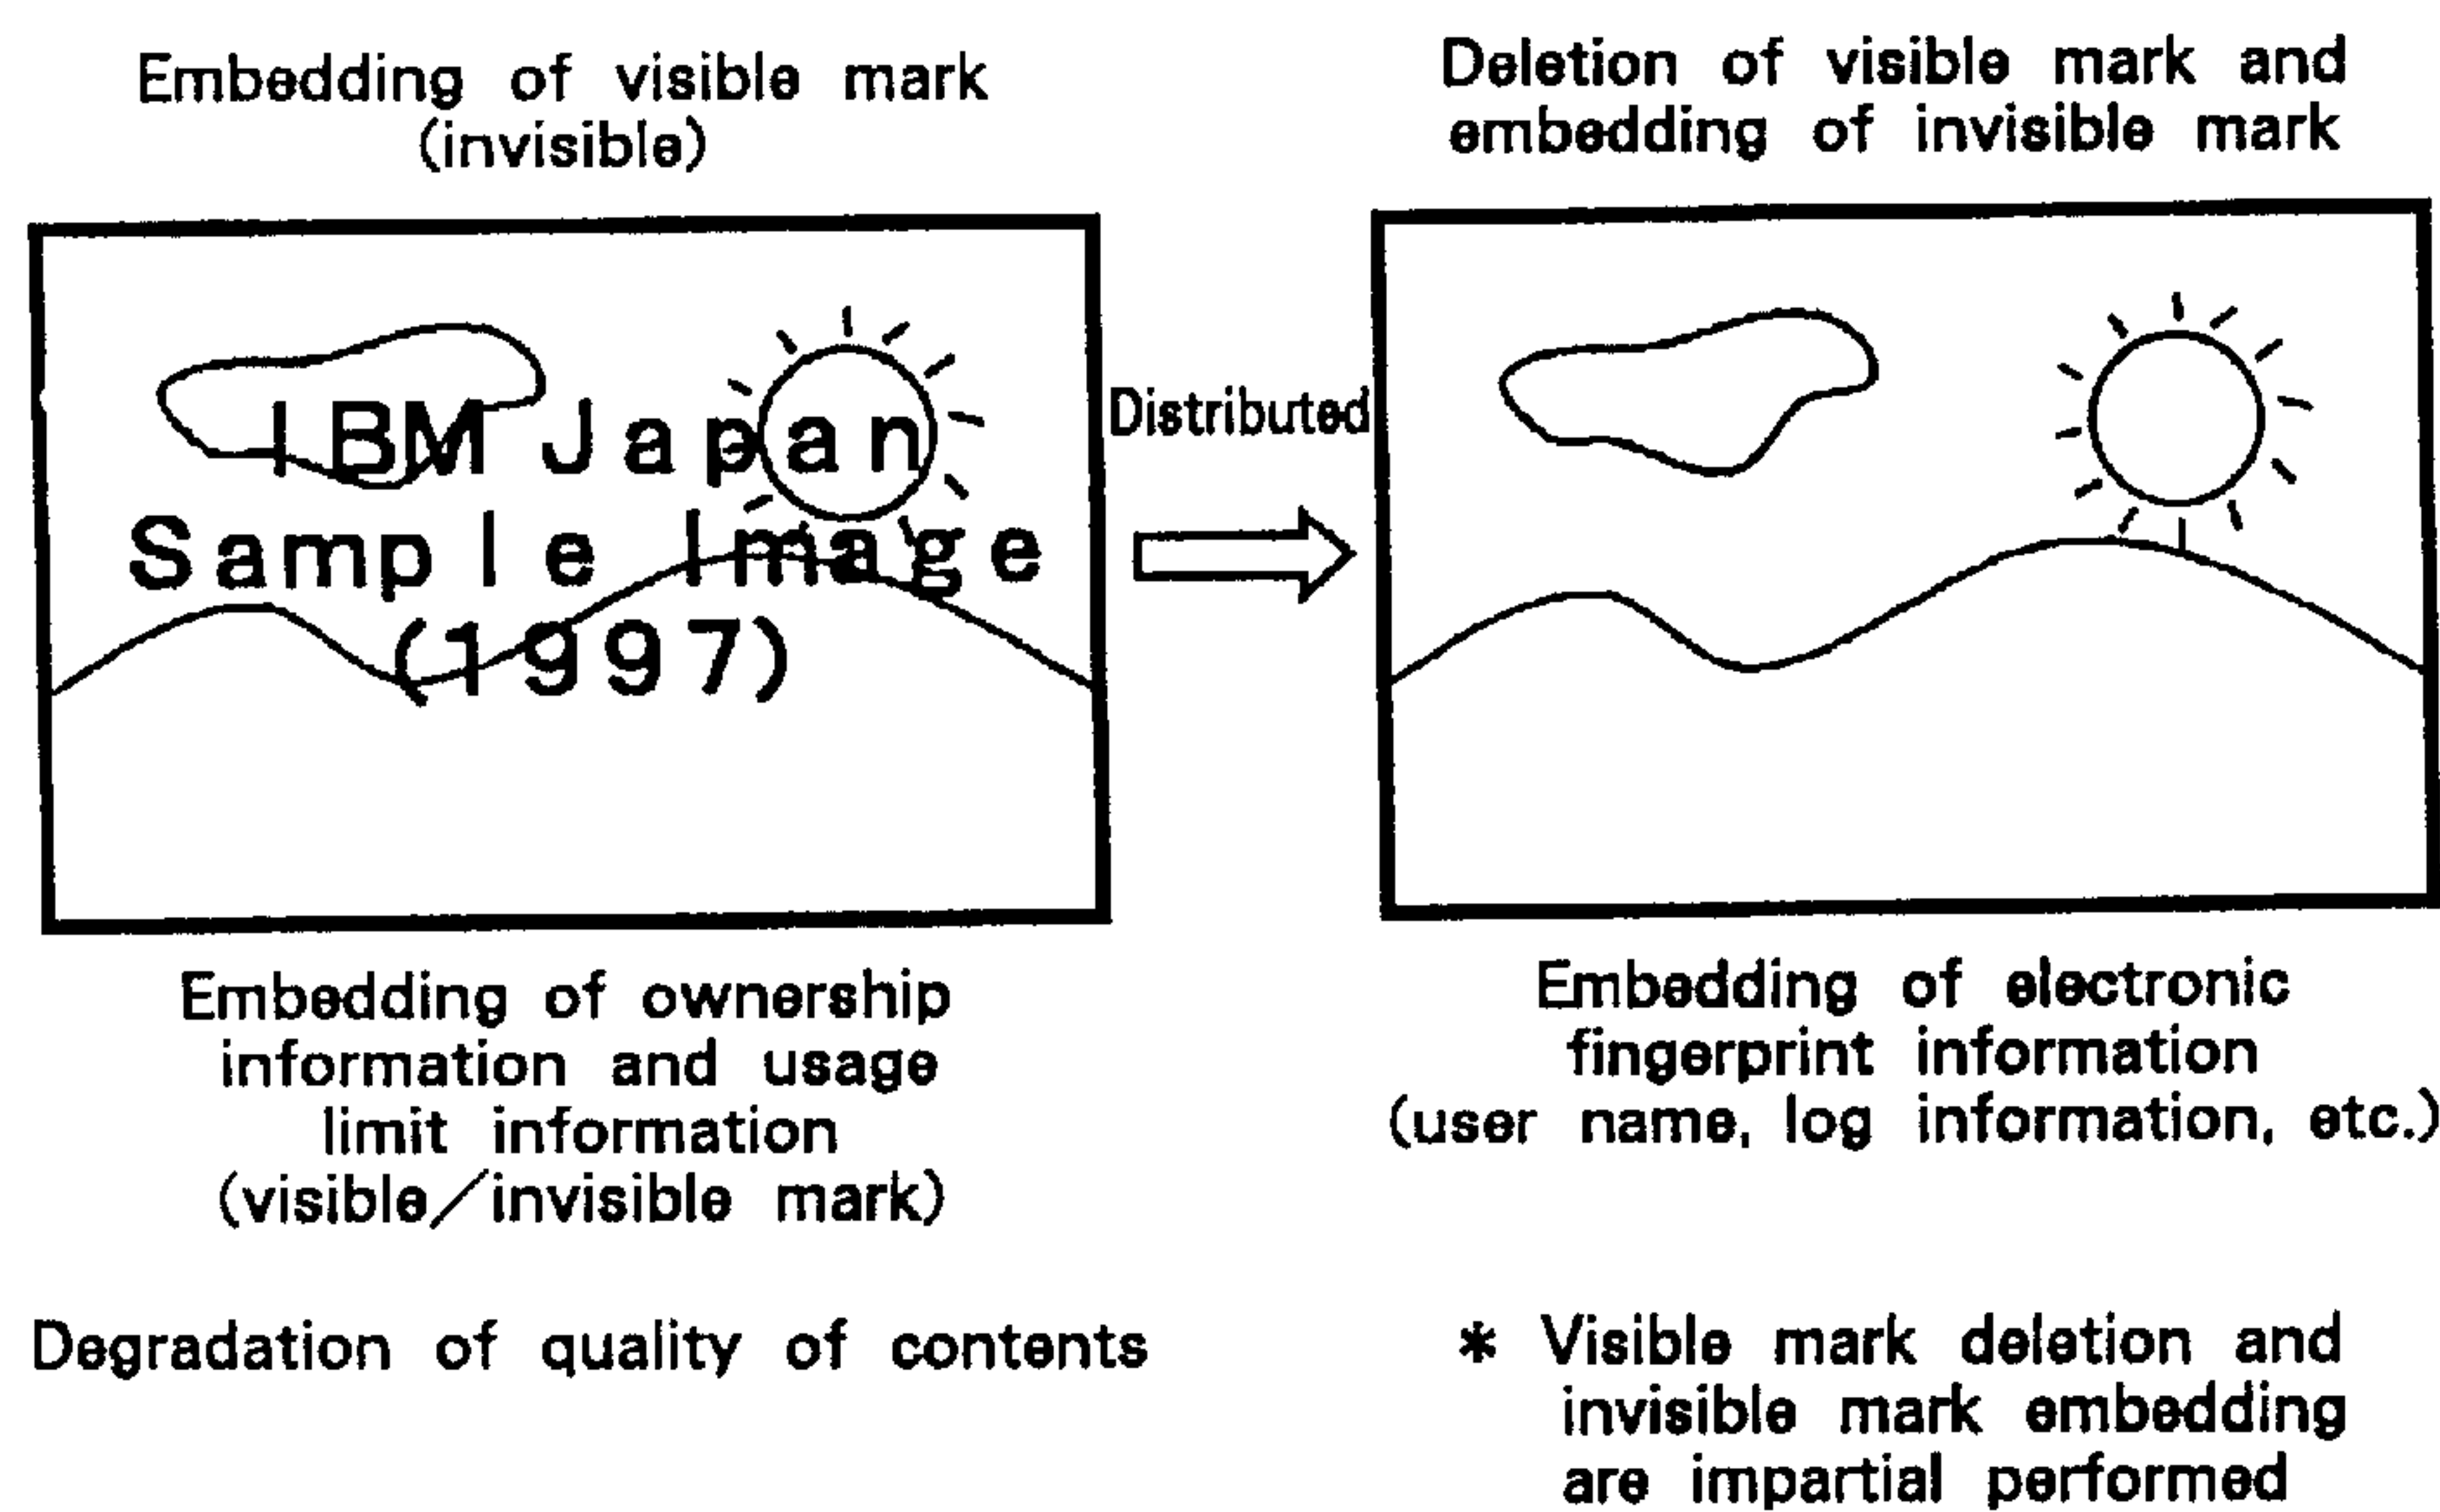 Embedding of visible mark
(invisible)
IBM Japan
Sample Image
(1997)
Embedding of ownership
information and usage
limit information
(visible/invisible mark)
Degradation of quality of contents
Distributed
Deletion of visible mark and
embedding of invisible mark
Embedding of electronic
fingerprint information
(user name, log information, etc.)
* Visible mark deletion and
invisible mark embedding
are impartial performed